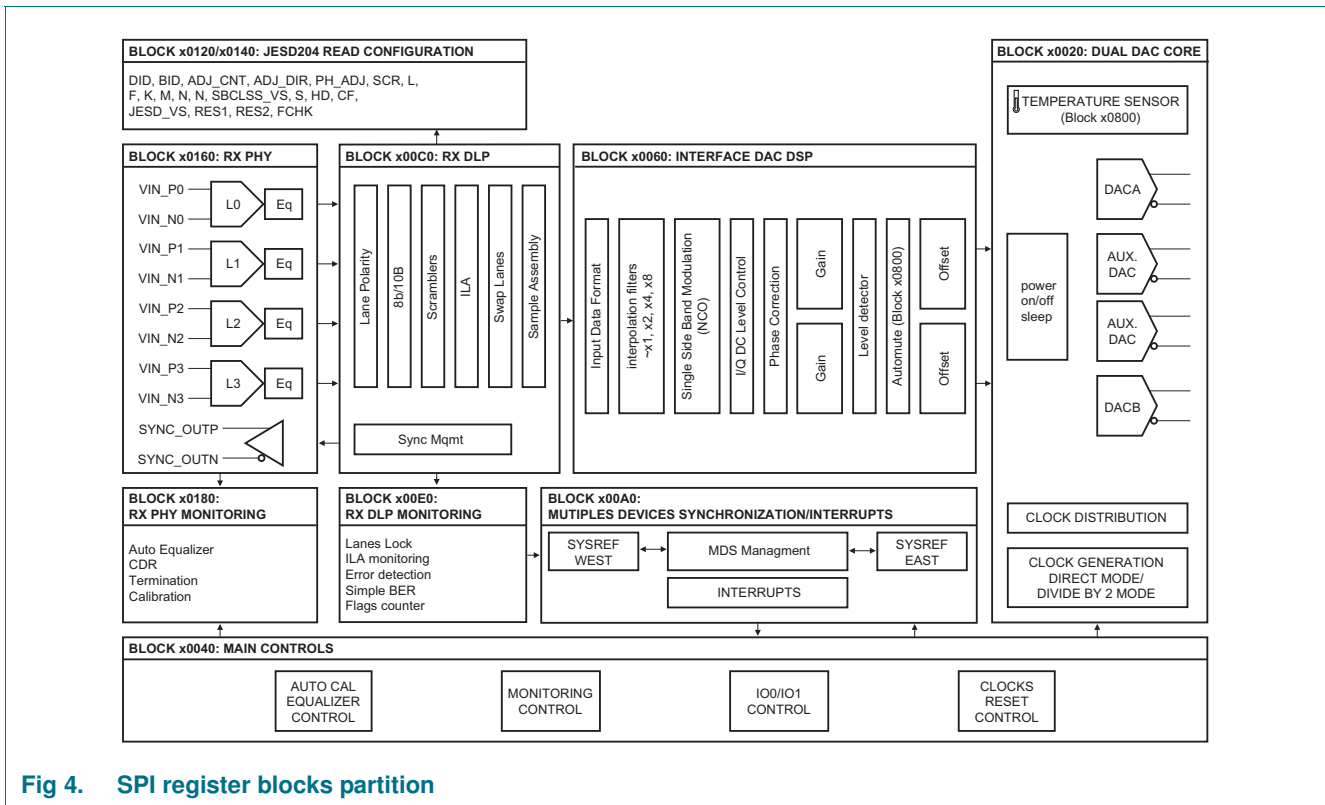 BLOCK x0120/x0140: JESD204 READ CONFIGURATION
DID, BID, ADJ_CNT, ADJ_DIR, PH_ADJ, SCR, L,
F, K, M, N, N, SBCLSS_VS, S, HD, CF,
JESD_VS, RES1, RES2, FCHK
BLOCK x0160: RX PHY
VIN_P0
VIN_N0
L0
Eq
VIN_P1
VIN_N1
L1
Eq
VIN_P2
VIN_N2
L2
Eq
VIN_P3
VIN_N3
L3
Eq
SYNC_OUTP
SYNC_OUTN
BLOCK x00C0: RX DLP
Lane Polarity
8b/10B
Scramblers
ILA
Swap Lanes
Sample Assembly
Sync Mqmt
BLOCK x0060: INTERFACE DAC DSP
Input Data Format
interpolation filters
~x1, x2, x4, x8
Single Side Band Modulation
(NCO)
I/Q DC Level Control
Phase Correction
Gain
Gain
Level detector
Automute (Block x0800)
Offset
Offset
BLOCK x0020: DUAL DAC CORE
TEMPERATURE SENSOR
(Block x0800)
power
on/off
sleep
DACA
AUX.
DAC
AUX.
DAC
DACB
CLOCK DISTRIBUTION
CLOCK GENERATION
DIRECT MODE/
DIVIDE BY 2 MODE
BLOCK x0180:
RX PHY MONITORING
Auto Equalizer
CDR
Termination
Calibration
BLOCK x00E0:
RX DLP MONITORING
Lanes Lock
ILA monitoring
Error detection
Simple BER
Flags counter
BLOCK x00A0:
MUTIPLES DEVICES SYNCHRONIZATION/INTERRUPTS
SYSREF
WEST
MDS Managment
SYSREF
EAST
INTERRUPTS
BLOCK x0040: MAIN CONTROLS
AUTO CAL
EQUALIZER
CONTROL
MONITORING
CONTROL
IO0/IO1
CONTROL
CLOCKS
RESET
CONTROL
Fig 4. SPI register blocks partition